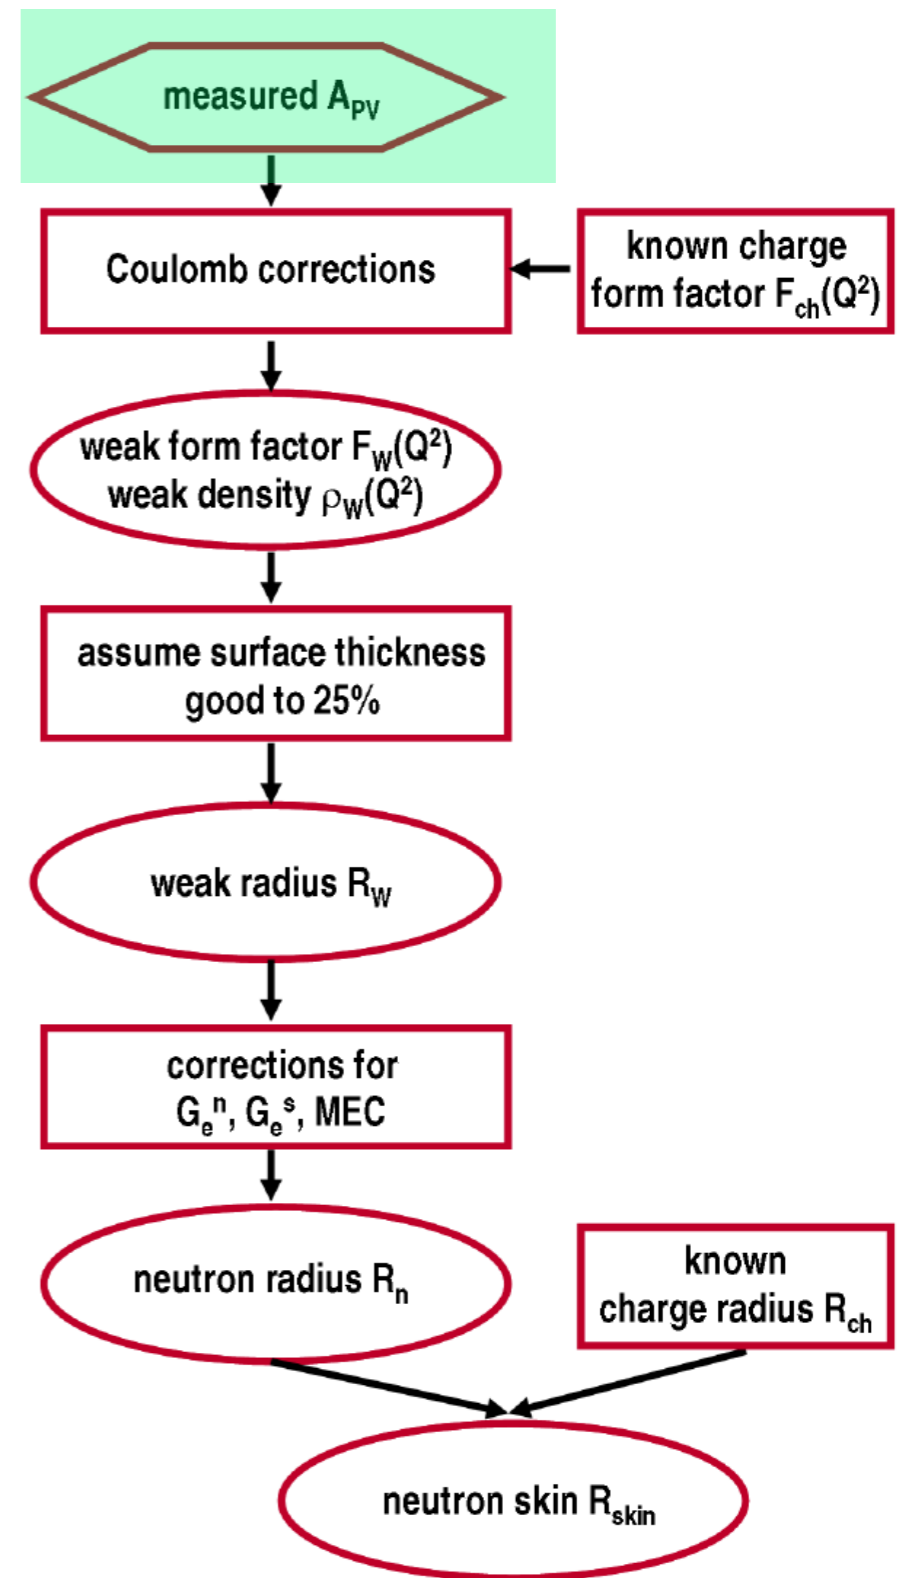 measured A_PV
Coulomb corrections
known charge
form factor F_ch(Q²)
weak form factor F_W(Q²)
weak density ρ_W(Q²)
assume surface thickness
good to 25%
weak radius R_W
corrections for
G_e^n, G_e^s, MEC
neutron radius R_n
known
charge radius R_ch
neutron skin R_skin